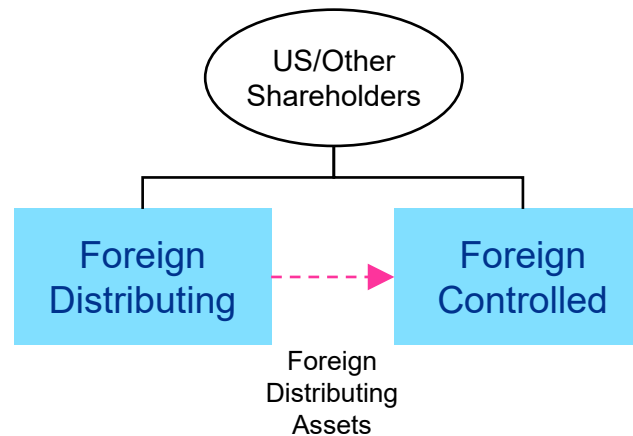 US/Other
Shareholders
Foreign
Distributing
Foreign
Controlled
Foreign
Distributing
Assets